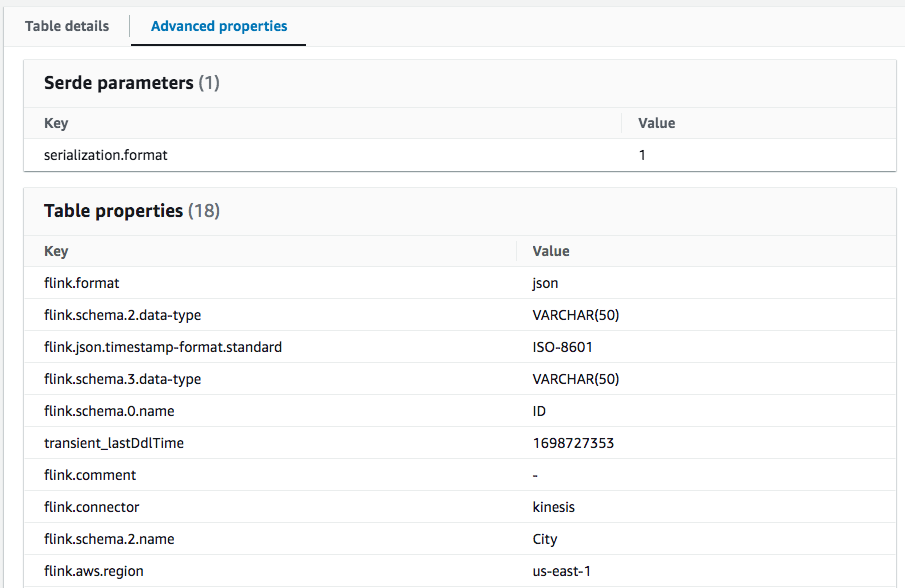 Table details Advanced properties
Serde parameters (1)
Key Value
serialization.format 1
Table properties (18)
Key Value
flink.format json
flink.schema.2.data-type VARCHAR(50)
flink.json.timestamp-format.standard ISO-8601
flink.schema.3.data-type VARCHAR(50)
flink.schema.0.name ID
transient_lastDdlTime 1698727353
flink.comment -
flink.connector kinesis
flink.schema.2.name City
flink.aws.region us-east-1